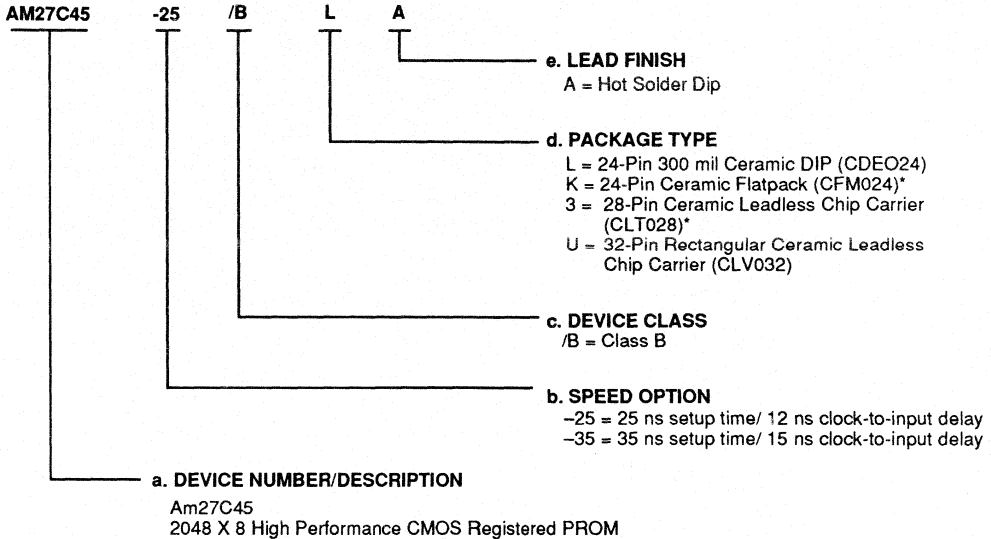 AM27C45 -25 /B L A
e. LEAD FINISH
A = Hot Solder Dip
d. PACKAGE TYPE
L = 24-Pin 300 mil Ceramic DIP (CDEO24)
K = 24-Pin Ceramic Flatpack (CFM024)*
3 = 28-Pin Ceramic Leadless Chip Carrier
(CLT028)*
U = 32-Pin Rectangular Ceramic Leadless
Chip Carrier (CLV032)
c. DEVICE CLASS
/B = Class B
b. SPEED OPTION
–25 = 25 ns setup time/ 12 ns clock-to-input delay
–35 = 35 ns setup time/ 15 ns clock-to-input delay
a. DEVICE NUMBER/DESCRIPTION
Am27C45
2048 X 8 High Performance CMOS Registered PROM